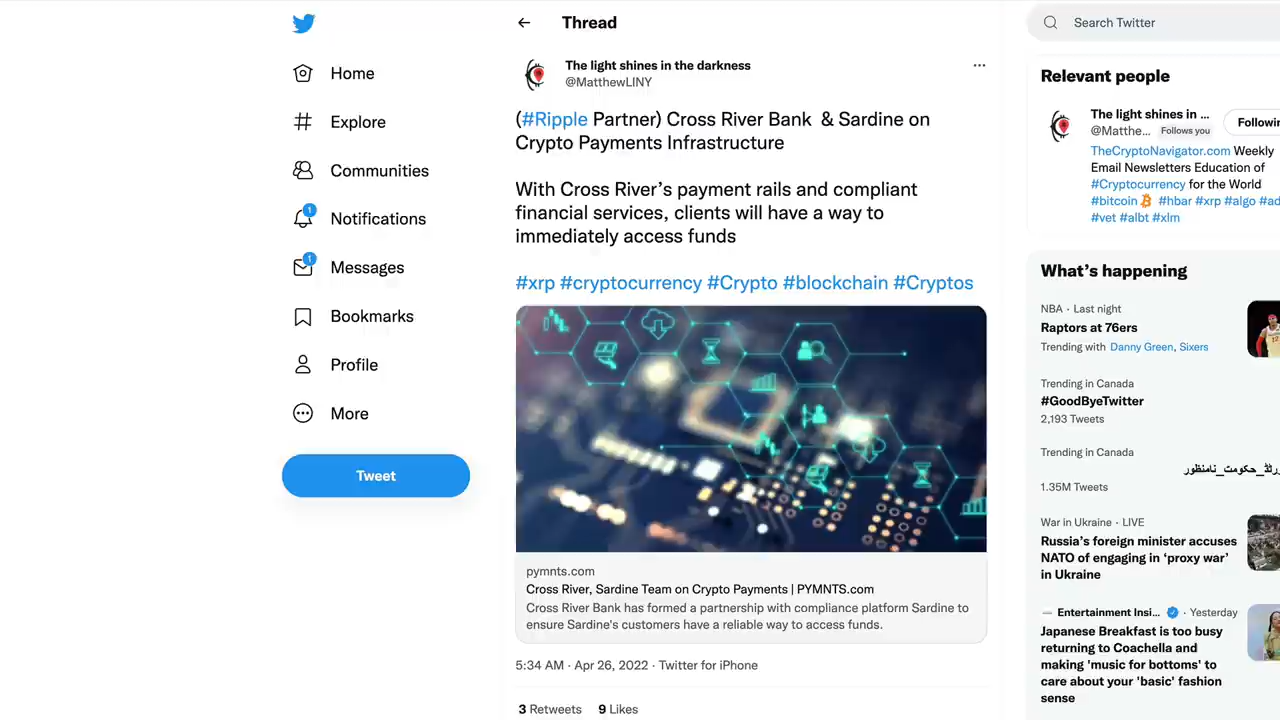 Home
Explore
Communities
1
Notifications
1
Messages
Bookmarks
Profile
More
Tweet
Thread
The light shines in the darkness
@MatthewLINY
(#Ripple Partner) Cross River Bank & Sardine on
Crypto Payments Infrastructure
With Cross River’s payment rails and compliant
financial services, clients will have a way to
immediately access funds
#xrp #cryptocurrency #Crypto #blockchain #Cryptos
pymnts.com
Cross River, Sardine Team on Crypto Payments | PYMNTS.com
Cross River Bank has formed a partnership with compliance platform Sardine to
ensure Sardine's customers have a reliable way to access funds.
5:34 AM · Apr 26, 2022 · Twitter for iPhone
3 Retweets 9 Likes
Search Twitter
Relevant people
The light shines in ...
@Matthe... Follows you
Followin
TheCryptoNavigator.com Weekly
Email Newsletters Education of
#Cryptocurrency for the World
#bitcoin #hbar #xrp #algo #ad
#vet #albt #xlm
What’s happening
NBA · Last night
Raptors at 76ers
Trending with Danny Green, Sixers
Trending in Canada
#GoodByeTwitter
2,193 Tweets
Trending in Canada
حکومت_نامنظور
1.35M Tweets
War in Ukraine · LIVE
Russia’s foreign minister accuses
NATO of engaging in ‘proxy war’
in Ukraine
Entertainment Insi... · Yesterday
Japanese Breakfast is too busy
returning to Coachella and
making 'music for bottoms' to
care about your 'basic' fashion
sense